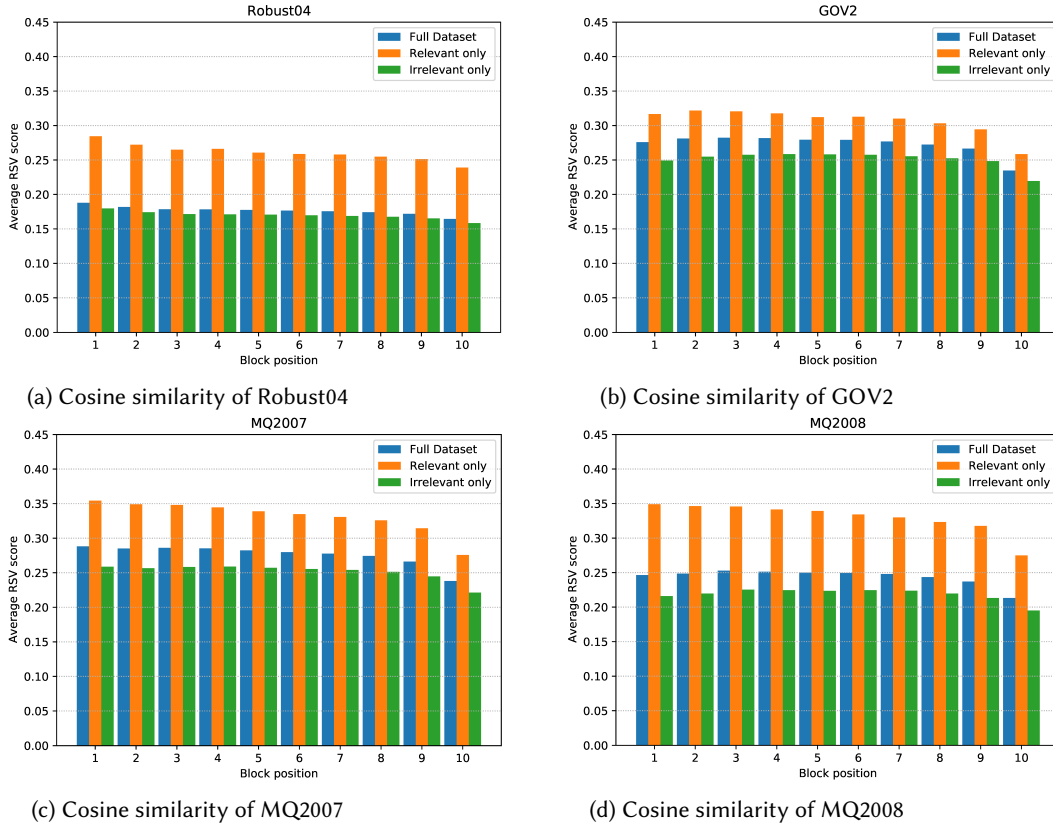 Robust04
0.45
0.40
0.35
0.30
0.25
0.20
0.15
0.10
0.05
0.00
Average RSV score
Full Dataset
Relevant only
Irrelevant only
1 2 3 4 5 6 7 8 9 10
Block position
(a) Cosine similarity of Robust04
GOV2
0.45
0.40
0.35
0.30
0.25
0.20
0.15
0.10
0.05
0.00
Average RSV score
Full Dataset
Relevant only
Irrelevant only
1 2 3 4 5 6 7 8 9 10
Block position
(b) Cosine similarity of GOV2
MQ2007
0.45
0.40
0.35
0.30
0.25
0.20
0.15
0.10
0.05
0.00
Average RSV score
Full Dataset
Relevant only
Irrelevant only
1 2 3 4 5 6 7 8 9 10
Block position
(c) Cosine similarity of MQ2007
MQ2008
0.45
0.40
0.35
0.30
0.25
0.20
0.15
0.10
0.05
0.00
Average RSV score
Full Dataset
Relevant only
Irrelevant only
1 2 3 4 5 6 7 8 9 10
Block position
(d) Cosine similarity of MQ2008